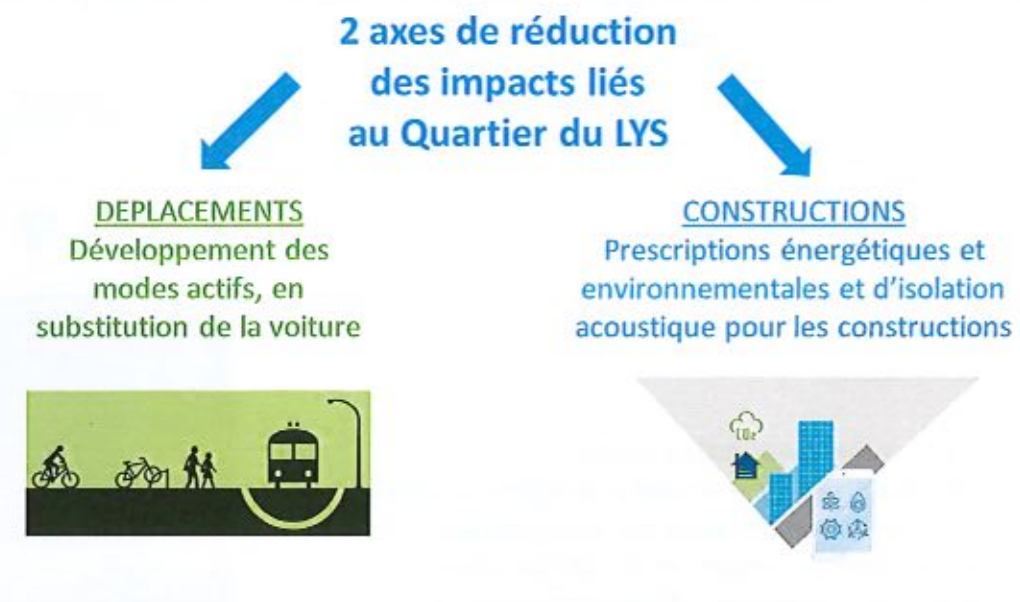 2 axes de réduction
des impacts liés
au Quartier du LYS
DEPLACEMENTS
Développement des
modes actifs, en
substitution de la voiture
CONSTRUCTIONS
Prescriptions énergétiques et
environnementales et d'isolation
acoustique pour les constructions
CO₂